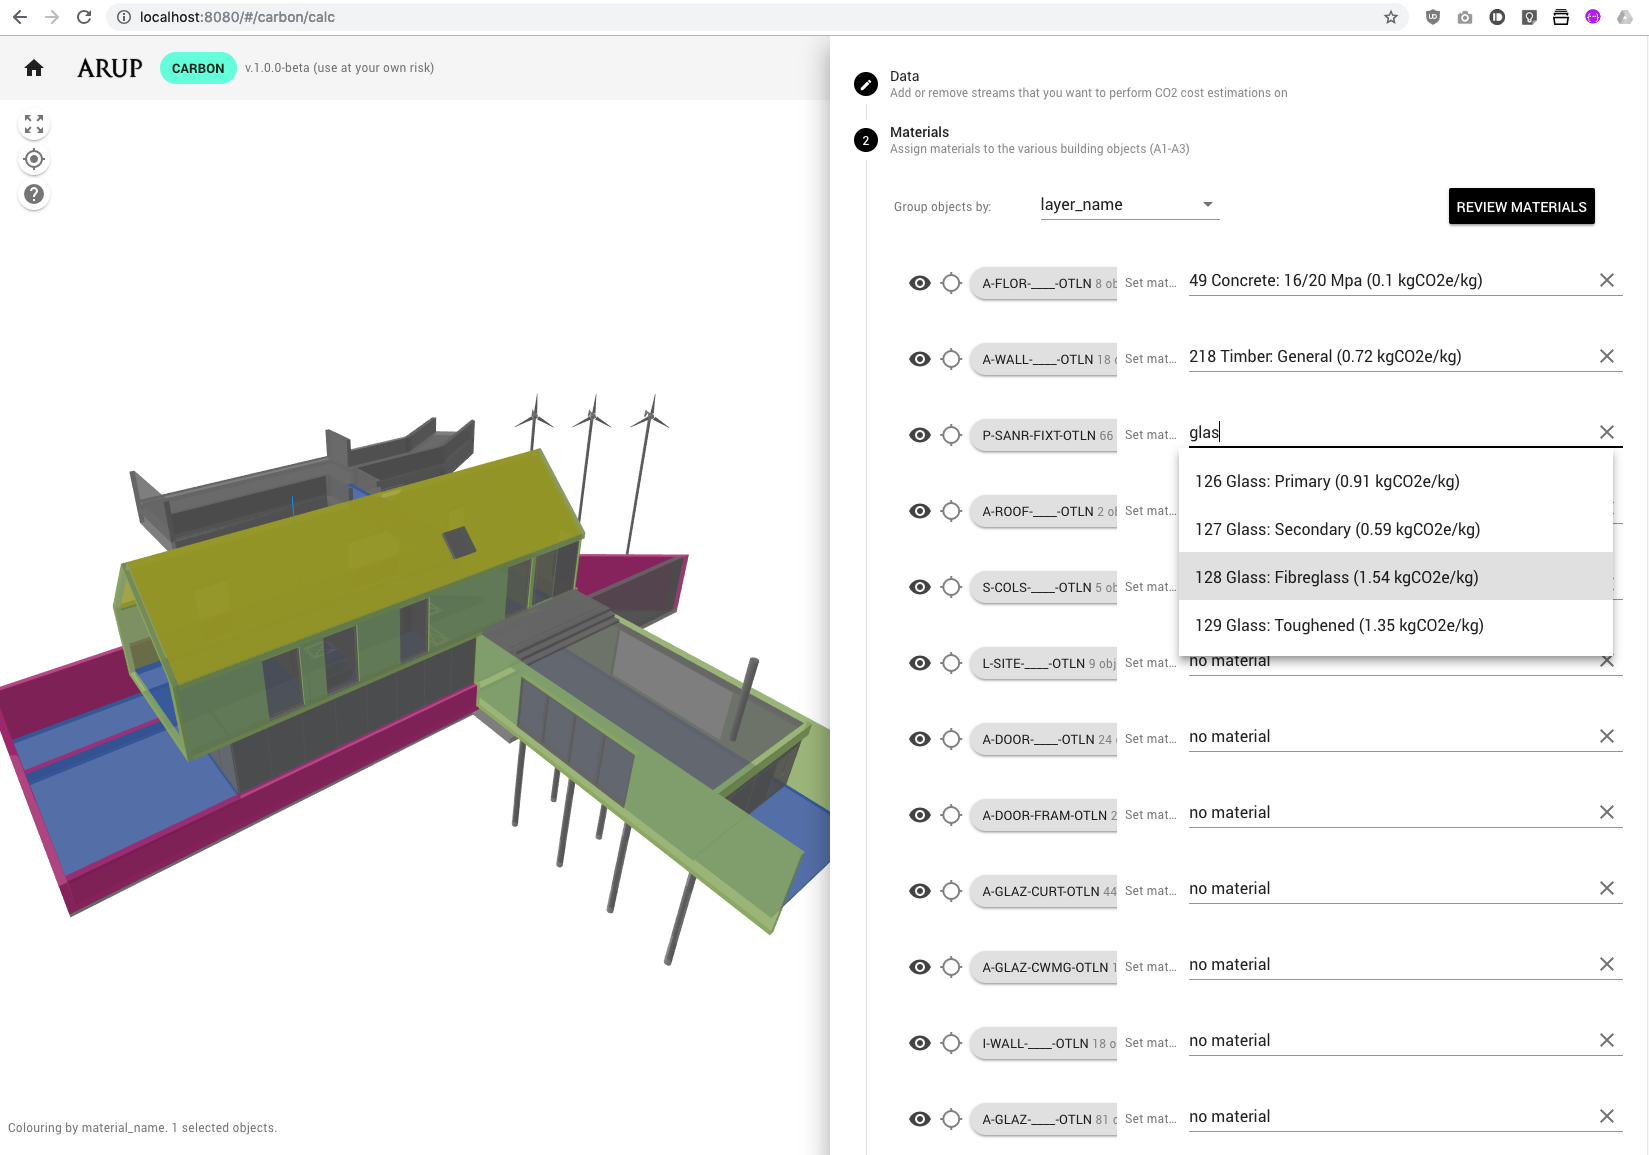 localhost:8080/#/carbon/calc
ARUP CARBON v.1.0.0-beta (use at your own risk)
Data
Add or remove streams that you want to perform CO2 cost estimations on
2 Materials
Assign materials to the various building objects (A1-A3)
Group objects by: layer_name REVIEW MATERIALS
A-FLOR-____-OTLN 8 ob Set mat... 49 Concrete: 16/20 Mpa (0.1 kgCO2e/kg)
A-WALL-____-OTLN 18 Set mat... 218 Timber: General (0.72 kgCO2e/kg)
P-SANR-FIXT-OTLN 66 Set mat... glas
126 Glass: Primary (0.91 kgCO2e/kg)
A-ROOF-____-OTLN 2 ob Set mat...
127 Glass: Secondary (0.59 kgCO2e/kg)
128 Glass: Fibreglass (1.54 kgCO2e/kg)
S-COLS-____-OTLN 5 ob Set mat...
129 Glass: Toughened (1.35 kgCO2e/kg)
L-SITE-____-OTLN 9 obj Set mat... no material
A-DOOR-____-OTLN 24 Set mat... no material
A-DOOR-FRAM-OTLN 2 Set mat... no material
A-GLAZ-CURT-OTLN 44 Set mat... no material
A-GLAZ-CWMG-OTLN 1 Set mat... no material
I-WALL-____-OTLN 18 o Set mat... no material
A-GLAZ-____-OTLN 81 Set mat... no material
Colouring by material_name. 1 selected objects.